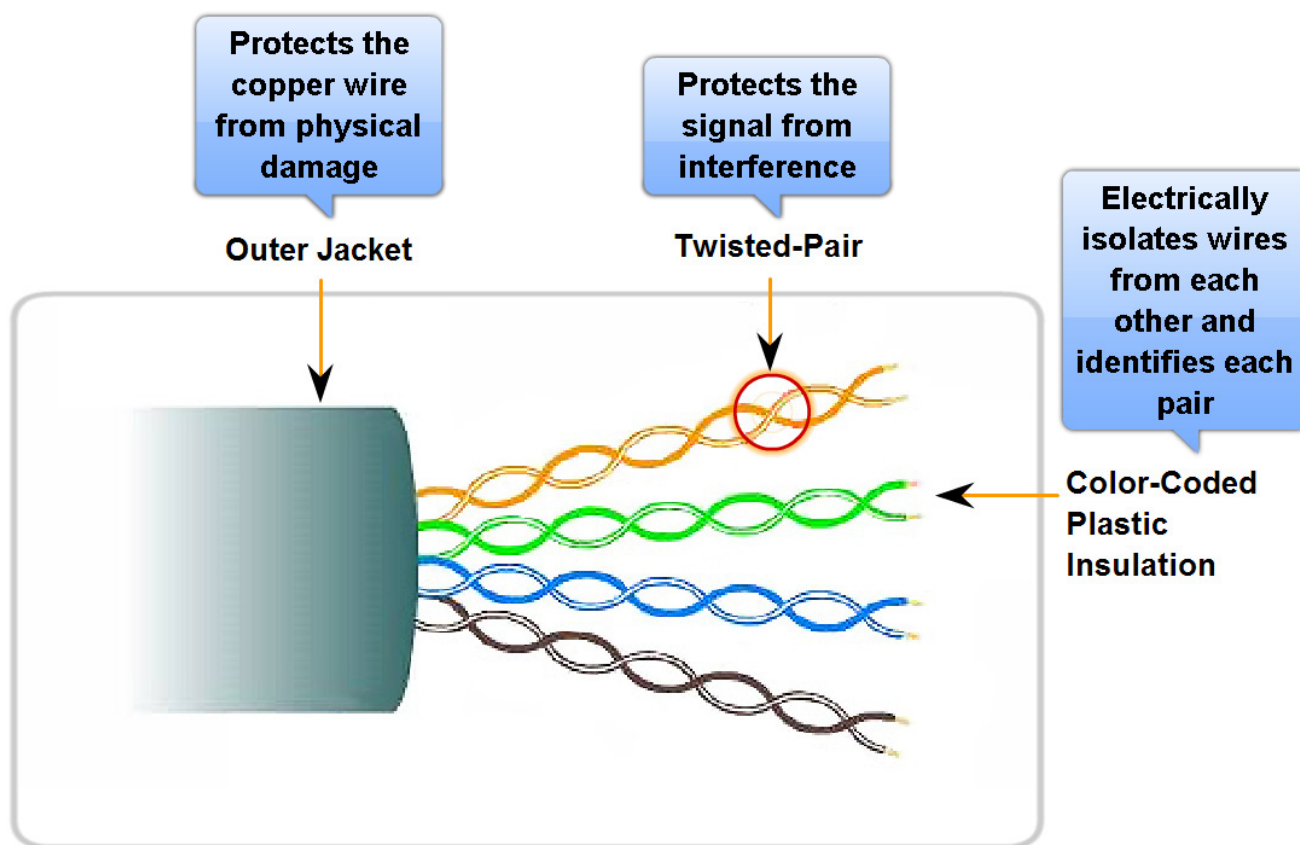 Protects the
copper wire
from physical
damage
Outer Jacket
Protects the
signal from
interference
Twisted-Pair
Electrically
isolates wires
from each
other and
identifies each
pair
Color-Coded
Plastic
Insulation